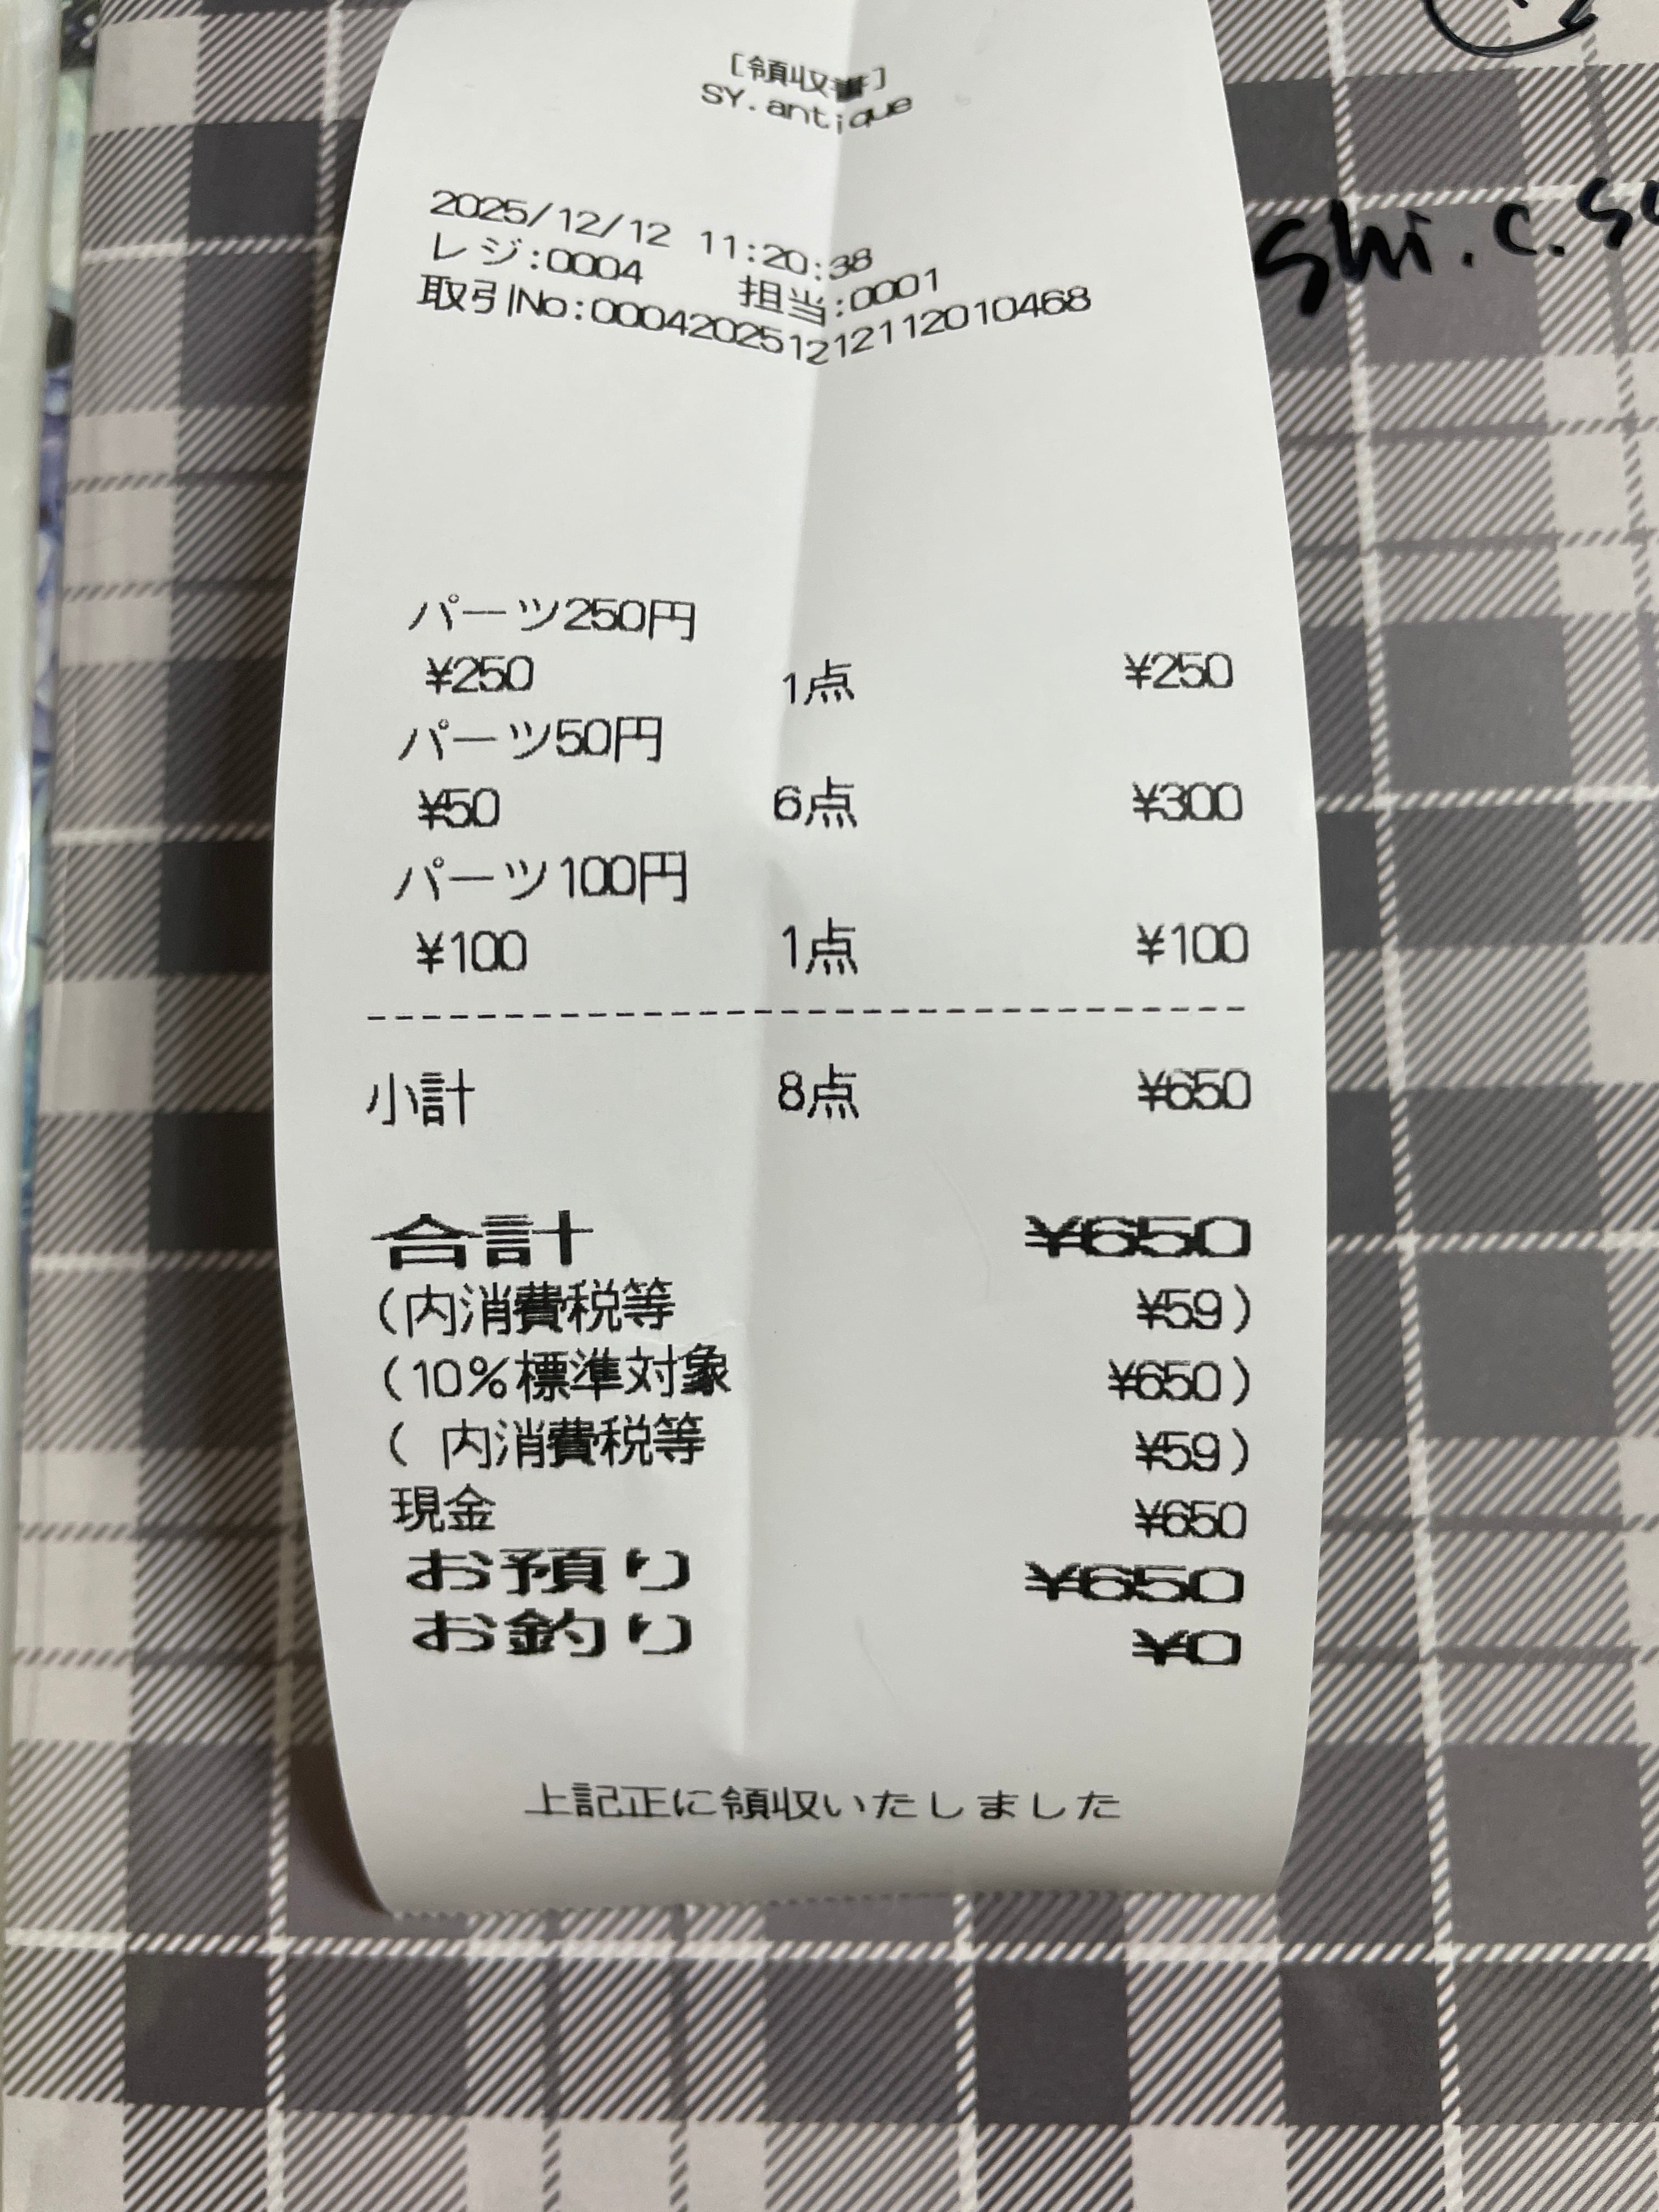 [領収書]
SY.antique
2025/12/12 11:20:38
レジ:0004 担当:0001
取引No:000420251212112010468
パーツ250円
¥250 1点 ¥250
パーツ50円
¥50 6点 ¥300
パーツ100円
¥100 1点 ¥100
小計 8点 ¥650
合計 ¥650
(内消費税等 ¥59)
(10%標準対象 ¥650)
( 内消費税等 ¥59)
現金 ¥650
お預り ¥650
お釣り ¥0
上記正に領収いたしました
shi.c.